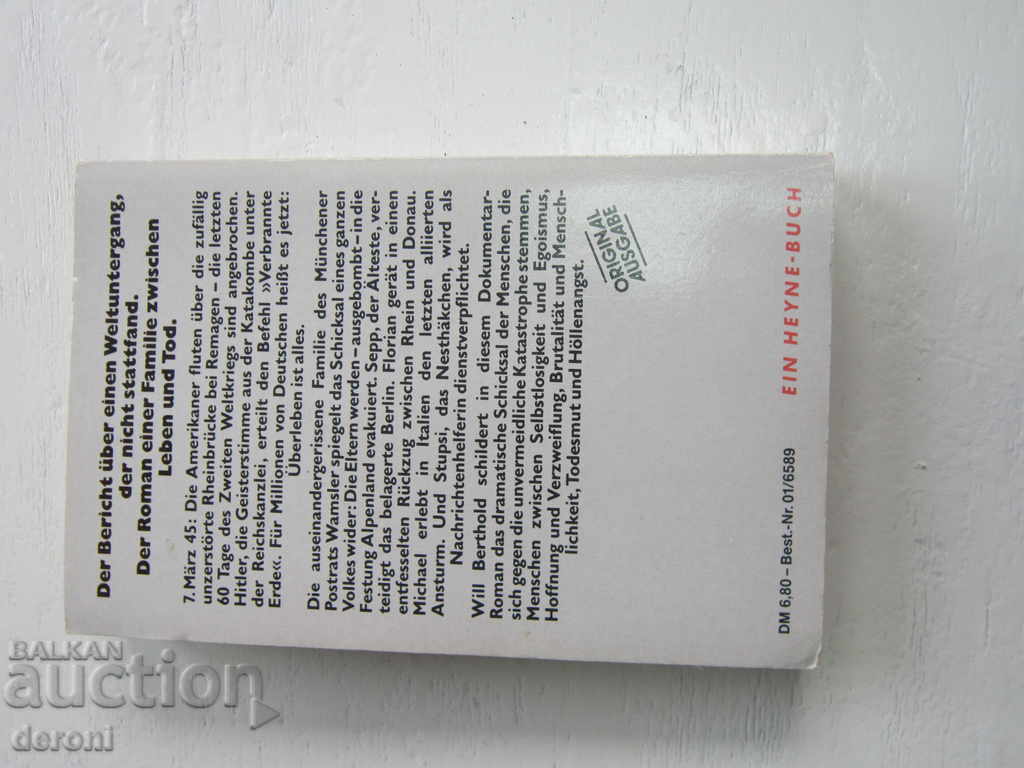 Der Bericht über einen Weltuntergang,
der nicht stattfand.
Der Roman einer Familie zwischen
Leben und Tod.
7. März 45: Die Amerikaner fluten über die zufällig
unzerstörte Rheinbrücke bei Remagen – die letzten
60 Tage des Zweiten Weltkriegs sind angebrochen.
Hitler, die Geisterstimme aus der Katakombe unter
der Reichskanzlei, erteilt den Befehl »Verbrannte
Erde«. Für Millionen von Deutschen heißt es jetzt:
Überleben ist alles.
Die auseinandergerissene Familie des Münchener
Postrats Wamsler spiegelt das Schicksal eines ganzen
Volkes wider: Die Eltern werden – ausgebombt – in die
Festung Alpenland evakuiert. Sepp, der Älteste, ver-
teidigt das belagerte Berlin. Florian gerät in einen
entfesselten Rückzug zwischen Rhein und Donau.
Michael erlebt in Italien den letzten alliierten
Ansturm. Und Stupsi, das Nesthäkchen, wird als
Nachrichtenhelferin dienstverpflichtet.
Will Berthold schildert in diesem Dokumentar-
Roman das dramatische Schicksal der Menschen, die
sich gegen die unvermeidliche Katastrophe stemmen,
Menschen zwischen Selbstlosigkeit und Egoismus,
Hoffnung und Verzweiflung, Brutalität und Mensch-
lichkeit, Todesmut und Höllenangst.
ORIGINAL
AUSGABE
DM 6,80 – Best.-Nr. 01/6589
EIN HEYNE-BUCH
BALKAN
auction
deroni